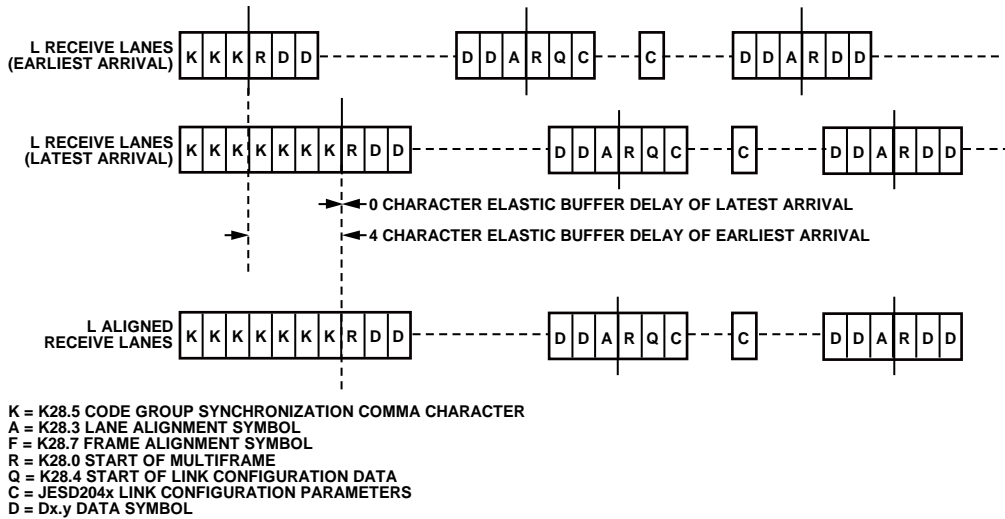 L RECEIVE LANES
(EARLIEST ARRIVAL)
K K K R D D
D D A R Q C
C
D D A R D D
L RECEIVE LANES
(LATEST ARRIVAL)
K K K K K K K R D D
D D A R Q C
C
D D A R D D
0 CHARACTER ELASTIC BUFFER DELAY OF LATEST ARRIVAL
4 CHARACTER ELASTIC BUFFER DELAY OF EARLIEST ARRIVAL
L ALIGNED
RECEIVE LANES
K K K K K K K R D D
D D A R Q C
C
D D A R D D
K = K28.5 CODE GROUP SYNCHRONIZATION COMMA CHARACTER
A = K28.3 LANE ALIGNMENT SYMBOL
F = K28.7 FRAME ALIGNMENT SYMBOL
R = K28.0 START OF MULTIFRAME
Q = K28.4 START OF LINK CONFIGURATION DATA
C = JESD204x LINK CONFIGURATION PARAMETERS
D = Dx.y DATA SYMBOL